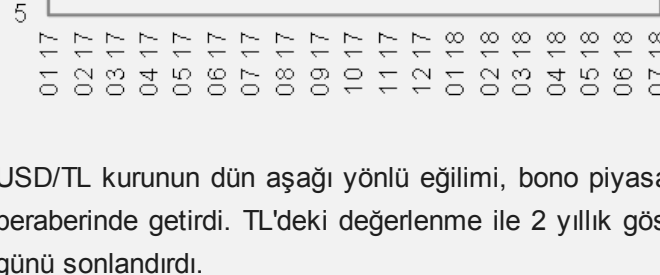 5
01 17 02 17 03 17 04 17 05 17 06 17 07 17 08 17 09 17 10 17 11 17 12 17 01 18 02 18 03 18 04 18 05 18 06 18 07 18
USD/TL kurunun dün aşağı yönlü eğilimi, bono piyasa
beraberinde getirdi. TL'deki değerlenme ile 2 yıllık gös
günü sonlandırdı.